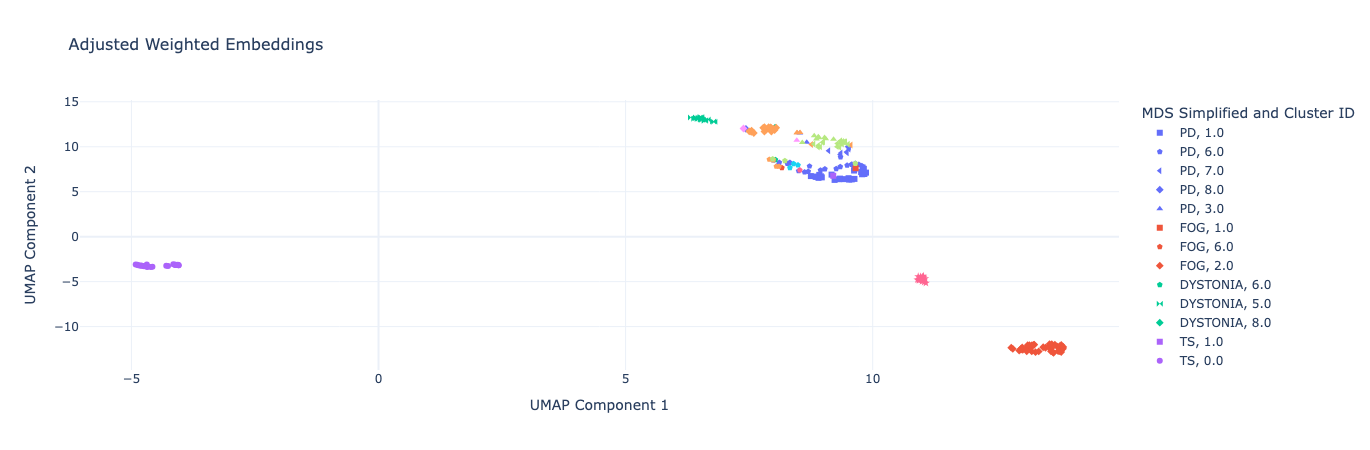 Adjusted Weighted Embeddings
MDS Simplified and Cluster ID
PD, 1.0
PD, 6.0
PD, 7.0
PD, 8.0
PD, 3.0
FOG, 1.0
FOG, 6.0
FOG, 2.0
DYSTONIA, 6.0
DYSTONIA, 5.0
DYSTONIA, 8.0
TS, 1.0
TS, 0.0
UMAP Component 2
15
10
5
0
−5
−10
−5
0
5
10
UMAP Component 1